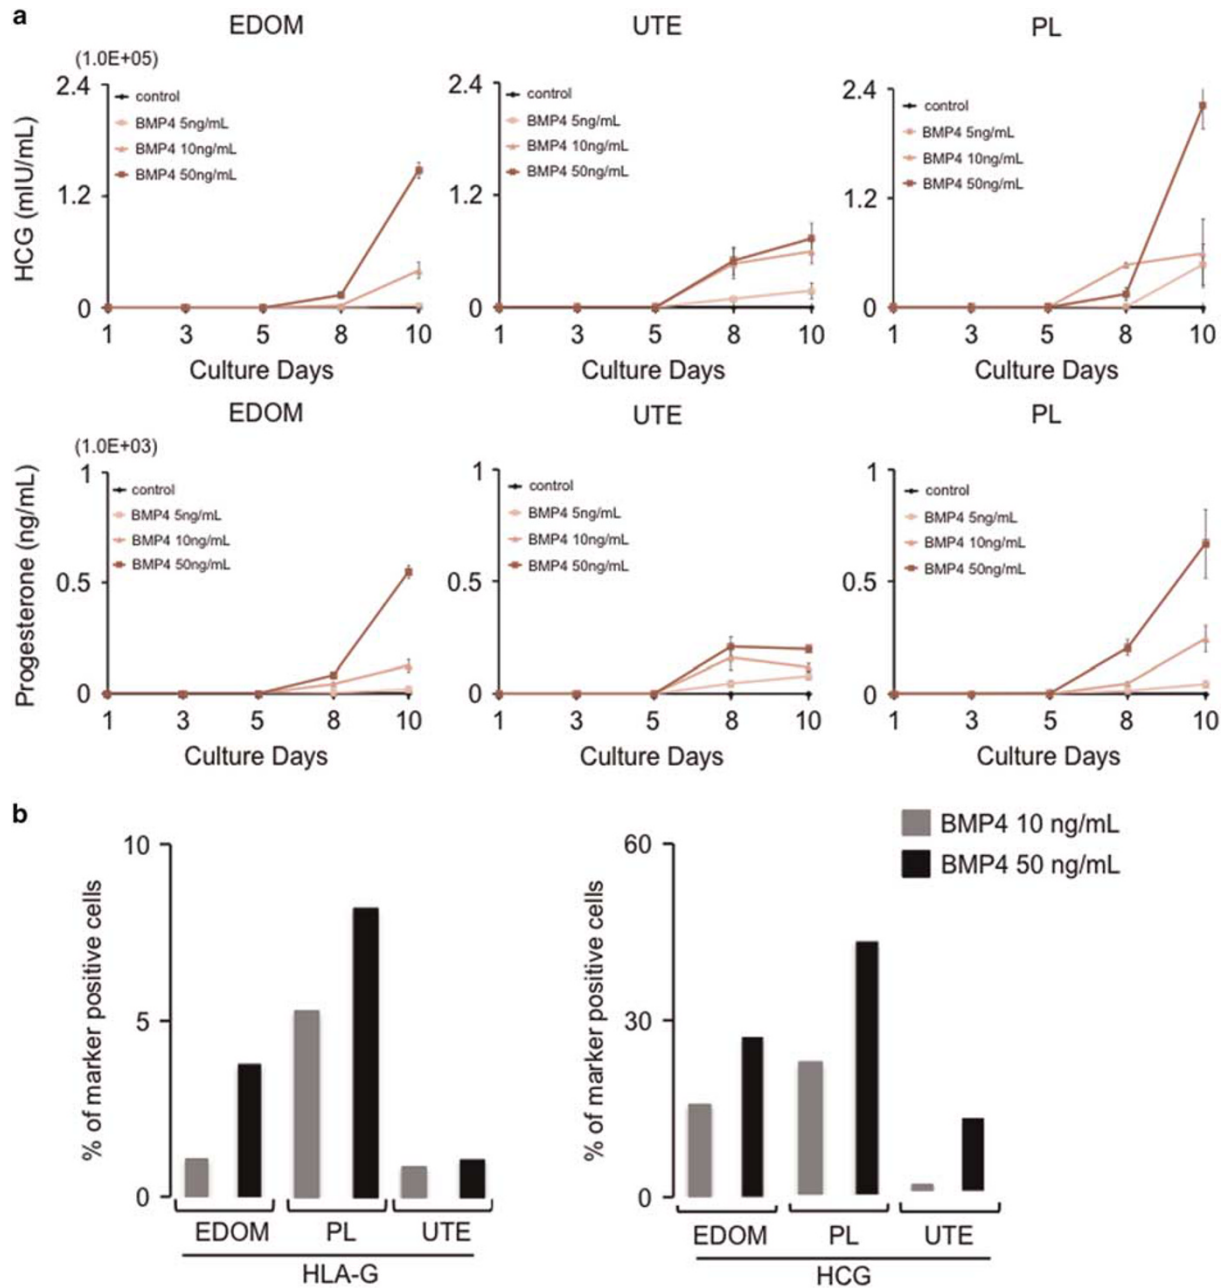 a
EDOM
UTE
PL
(1.0E+05)
HCG (mIU/mL)
2.4
1.2
0
control
BMP4 5ng/mL
BMP4 10ng/mL
BMP4 50ng/mL
1 3 5 8 10
Culture Days
2.4
1.2
0
control
BMP4 5ng/mL
BMP4 10ng/mL
BMP4 50ng/mL
1 3 5 8 10
Culture Days
2.4
1.2
0
control
BMP4 5ng/mL
BMP4 10ng/mL
BMP4 50ng/mL
1 3 5 8 10
Culture Days
EDOM
UTE
PL
(1.0E+03)
Progesterone (ng/mL)
1
0.5
0
control
BMP4 5ng/mL
BMP4 10ng/mL
BMP4 50ng/mL
1 3 5 8 10
Culture Days
1
0.5
0
control
BMP4 5ng/mL
BMP4 10ng/mL
BMP4 50ng/mL
1 3 5 8 10
Culture Days
1
0.5
0
control
BMP4 5ng/mL
BMP4 10ng/mL
BMP4 50ng/mL
1 3 5 8 10
Culture Days
b
BMP4 10 ng/mL
BMP4 50 ng/mL
% of marker positive cells
10
5
0
EDOM PL UTE
HLA-G
% of marker positive cells
60
30
0
EDOM PL UTE
HCG